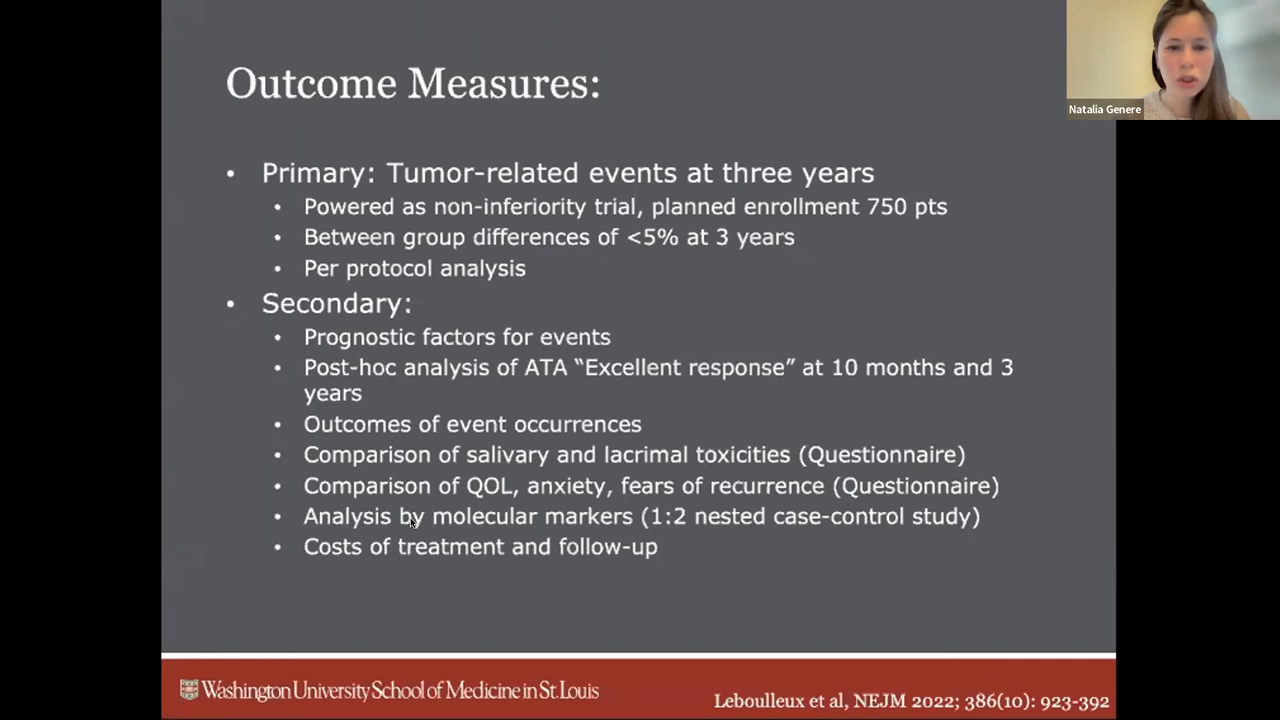 Outcome Measures:
Natalia Genere
• Primary: Tumor-related events at three years
• Powered as non-inferiority trial, planned enrollment 750 pts
• Between group differences of <5% at 3 years
• Per protocol analysis
• Secondary:
• Prognostic factors for events
• Post-hoc analysis of ATA “Excellent response” at 10 months and 3
years
• Outcomes of event occurrences
• Comparison of salivary and lacrimal toxicities (Questionnaire)
• Comparison of QOL, anxiety, fears of recurrence (Questionnaire)
• Analysis by molecular markers (1:2 nested case-control study)
• Costs of treatment and follow-up
Washington University School of Medicine in St. Louis
Leboulleux et al, NEJM 2022; 386(10): 923-392